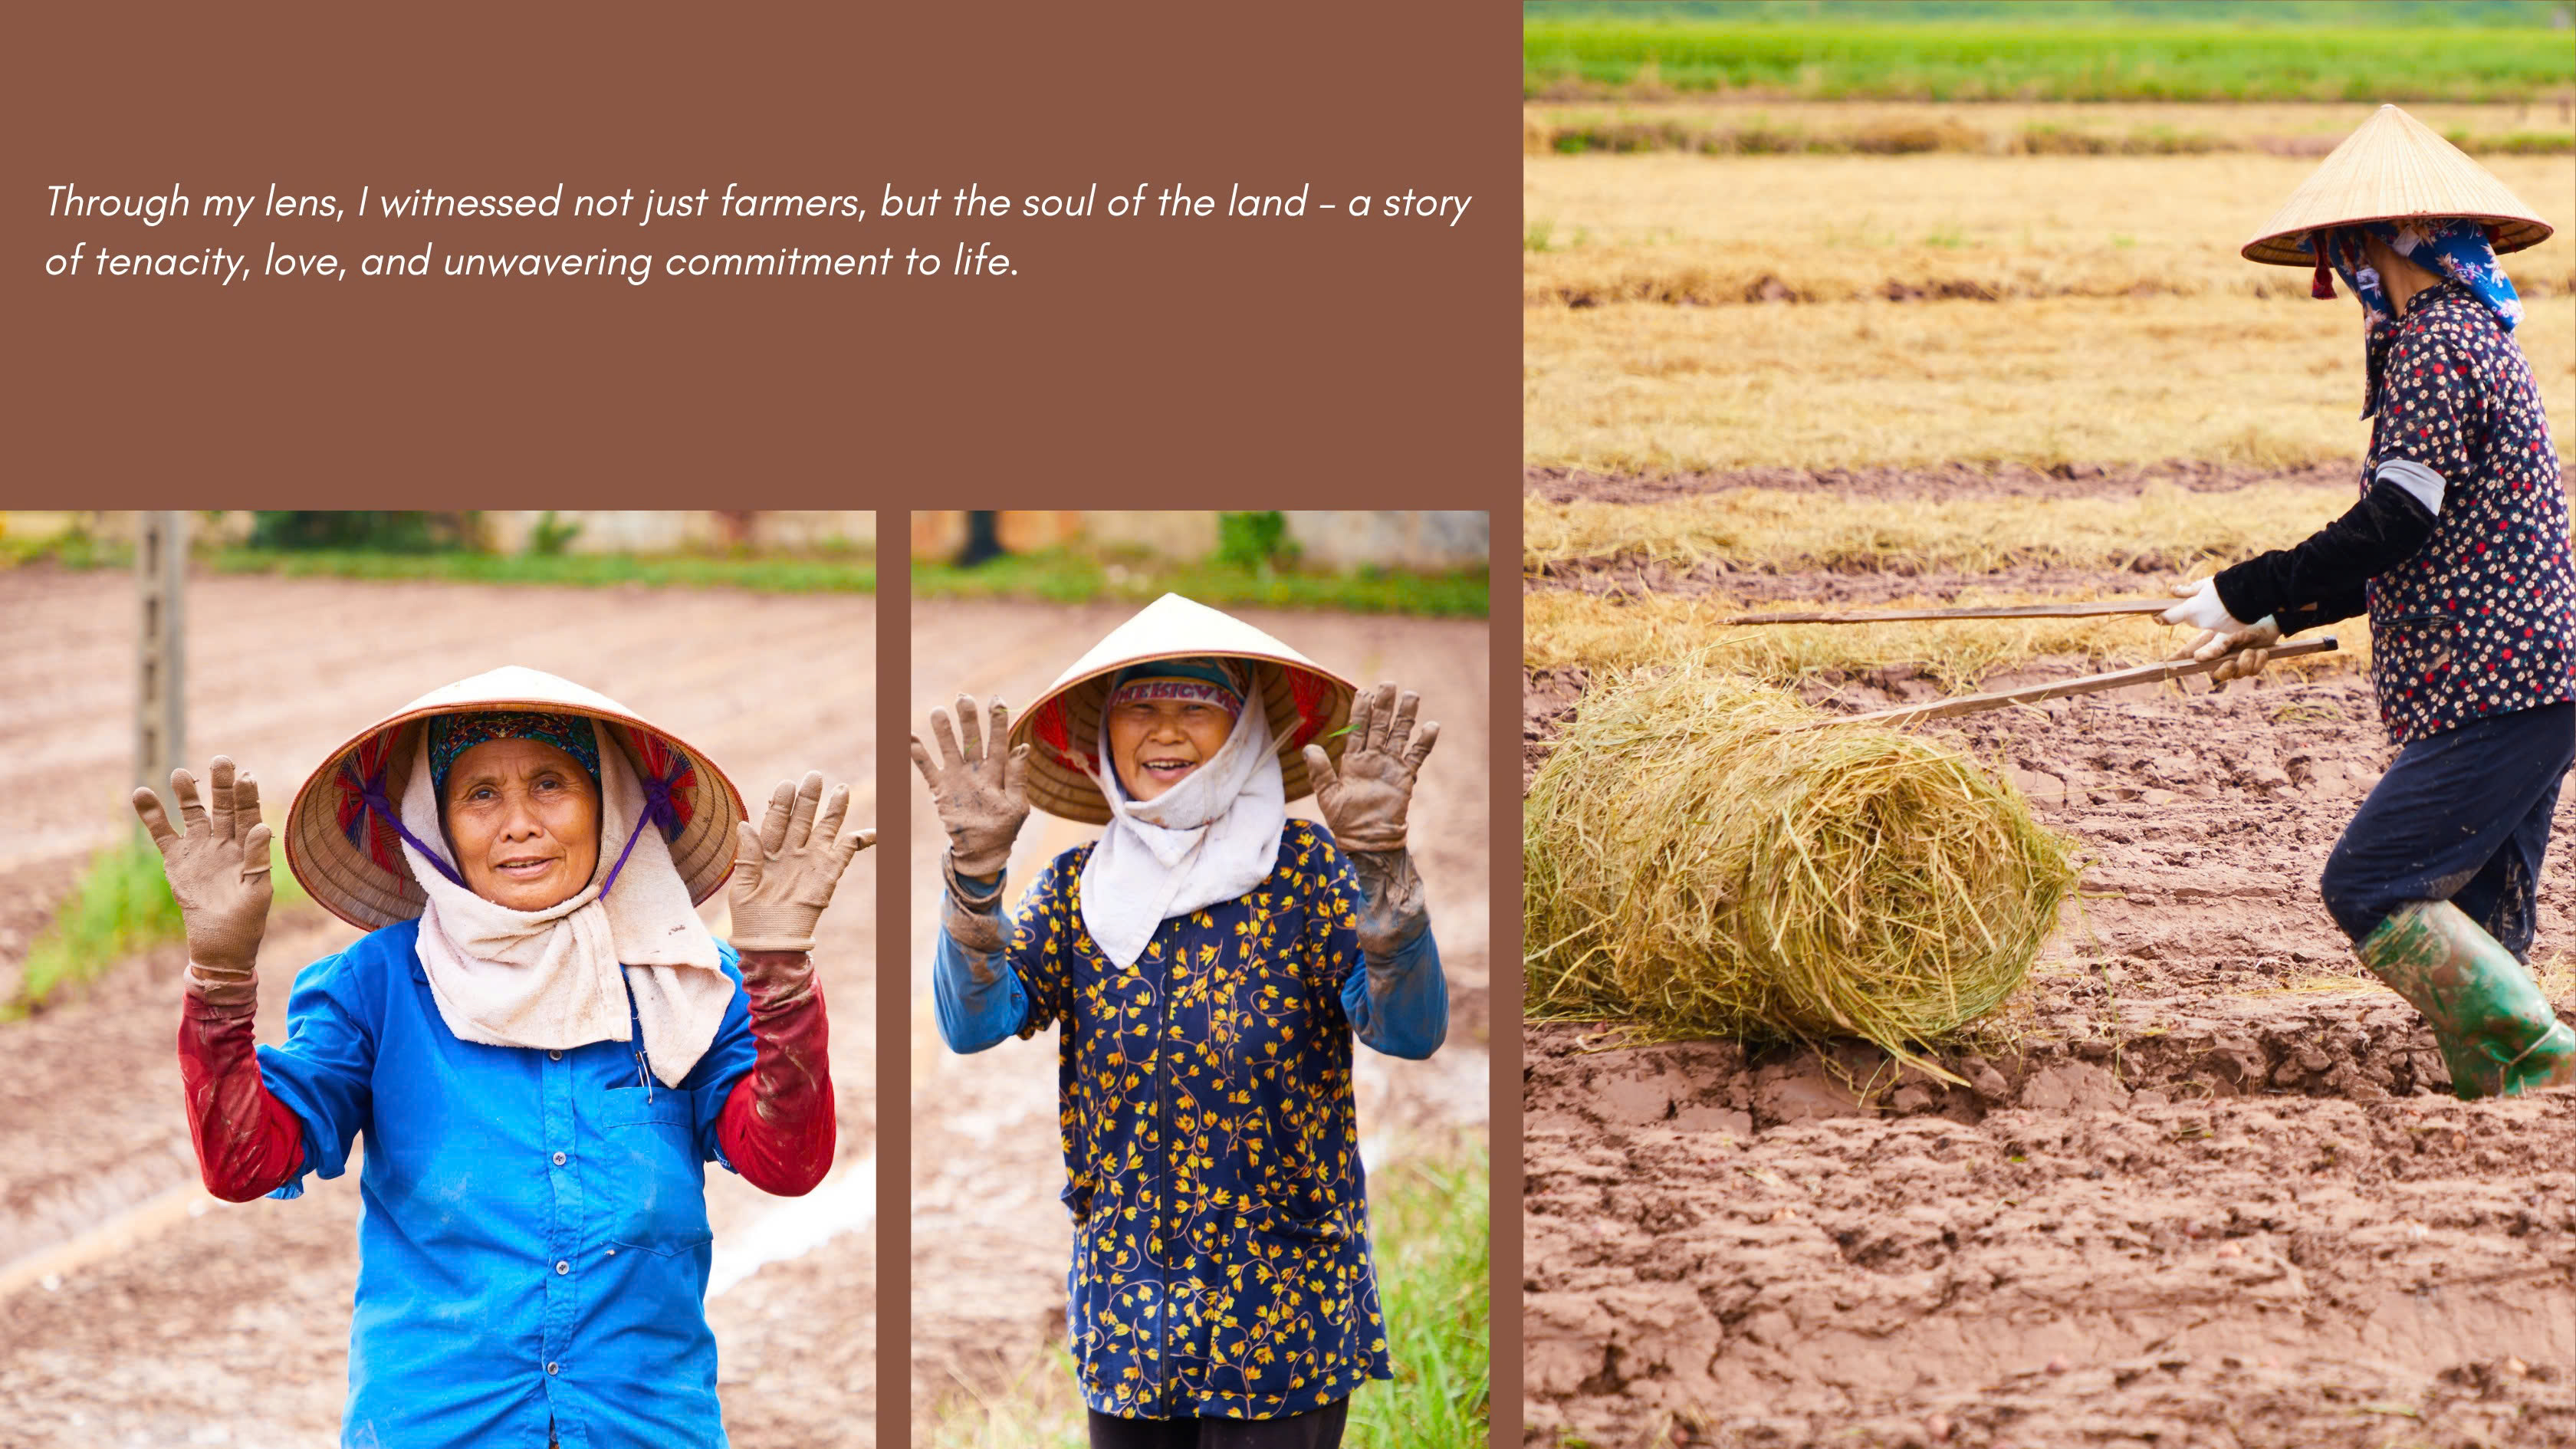 Through my lens, I witnessed not just farmers, but the soul of the land – a story
of tenacity, love, and unwavering commitment to life.